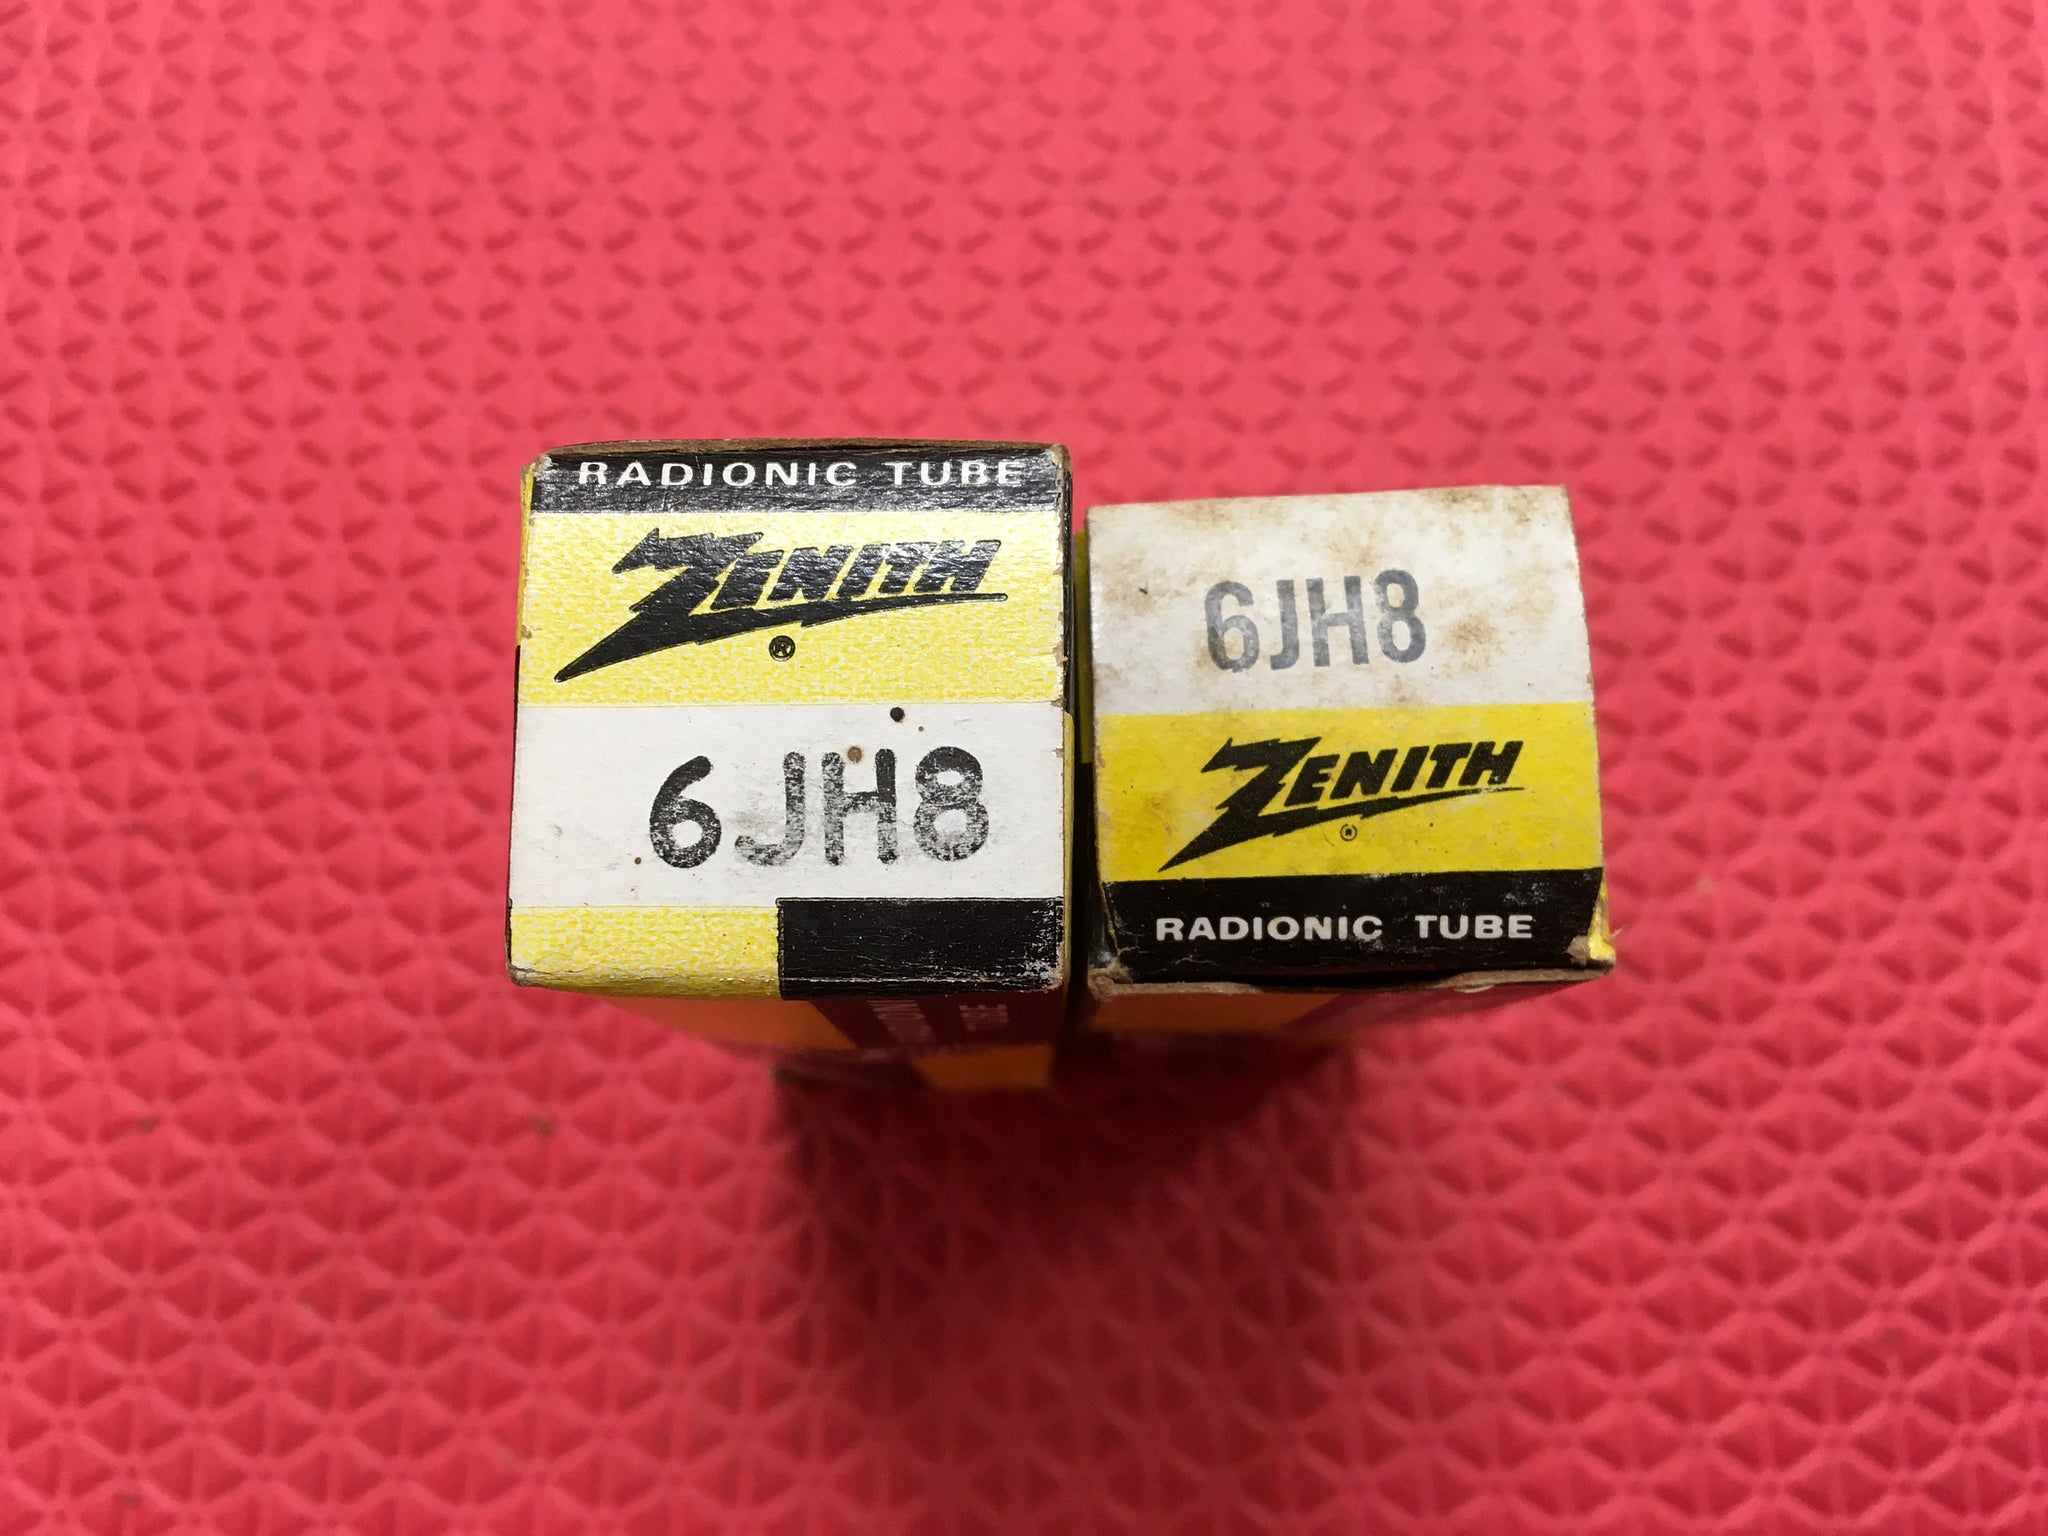 RADIONIC TUBE
ZENITH
®
6JH8
6JH8
ZENITH
®
RADIONIC TUBE